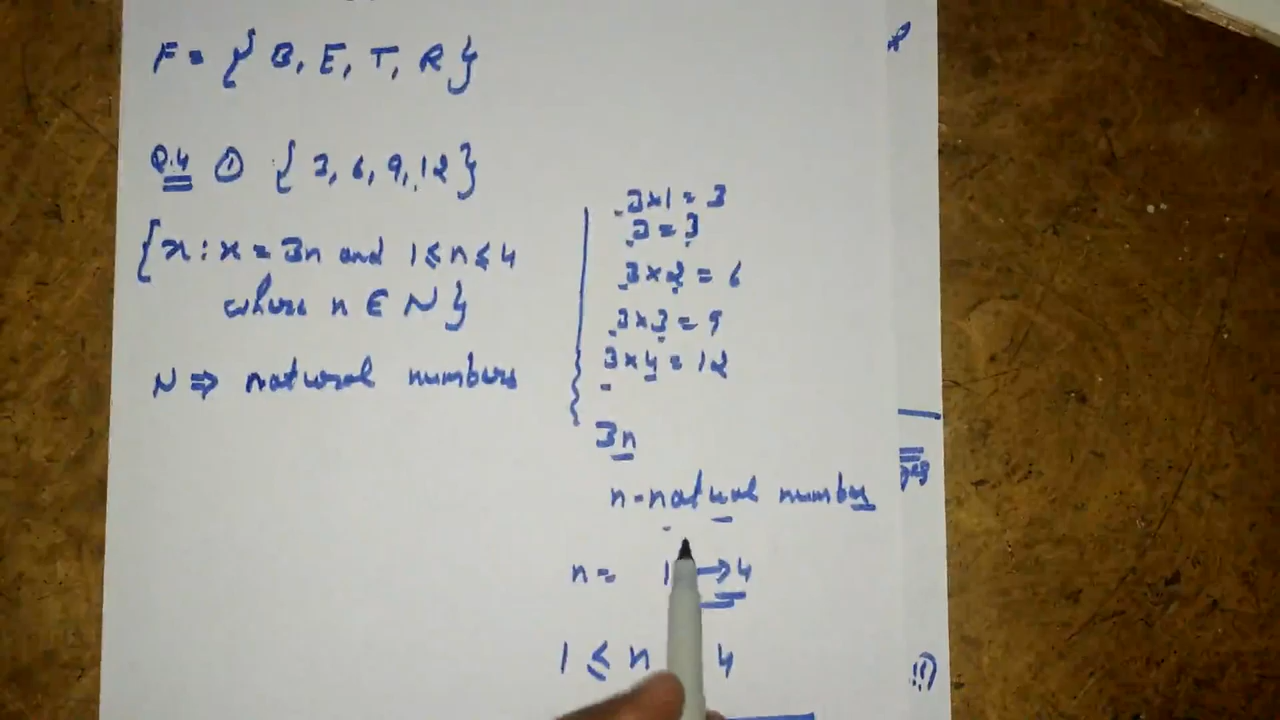 F = { B, E, T, R }
Q.4 ① { 3, 6, 9, 12 }
{ x : x = 3n and 1 ≤ n ≤ 4
where n ∈ N }
N ⇒ natural numbers
3×1 = 3
3 = 3
3×2 = 6
3×3 = 9
3×4 = 12
3n
n = natural number
n = 1 → 4
1 ≤ n 4